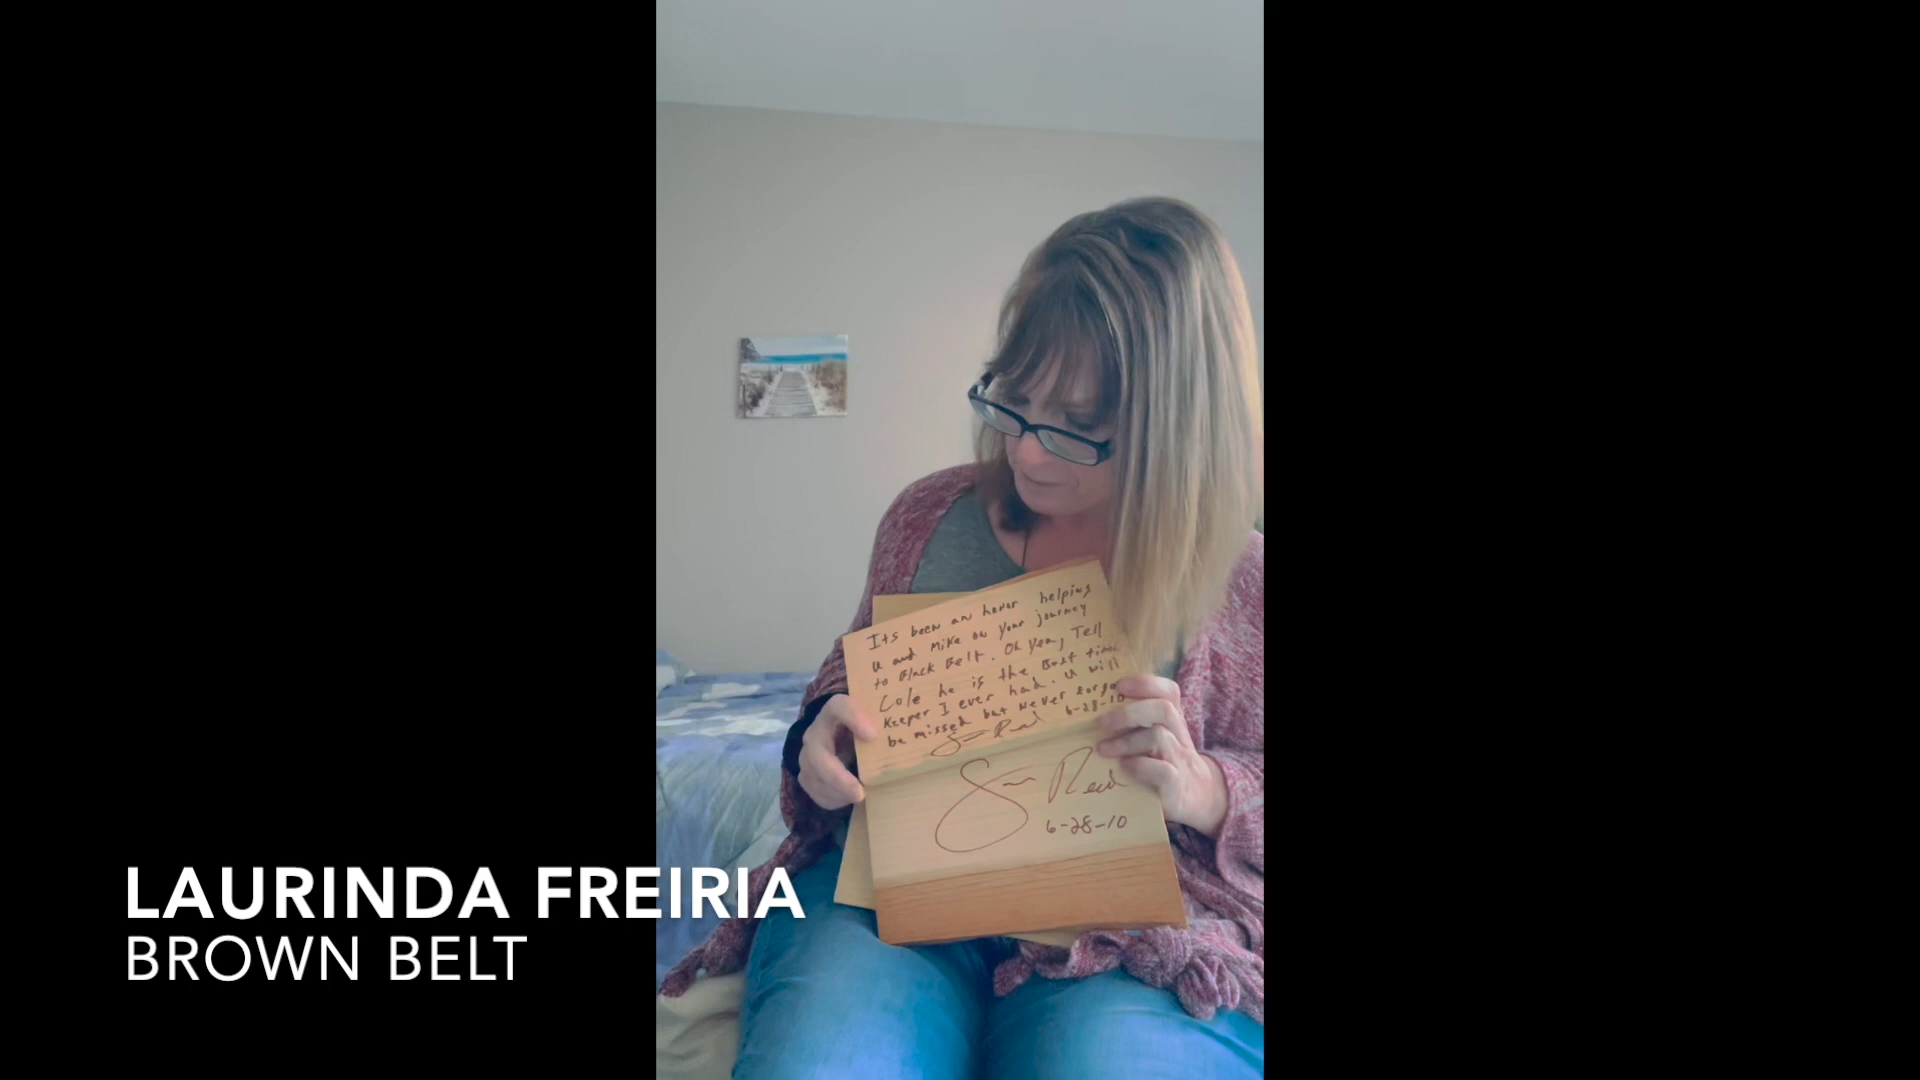 Its been an honor helping
u and Mike on your journey
to Black Belt. Oh yea, Tell
Cole he is the Best time
Keeper I ever had. U will
be missed but Never forgo
6-28-10
6-28-10
LAURINDA FREIRIA
BROWN BELT